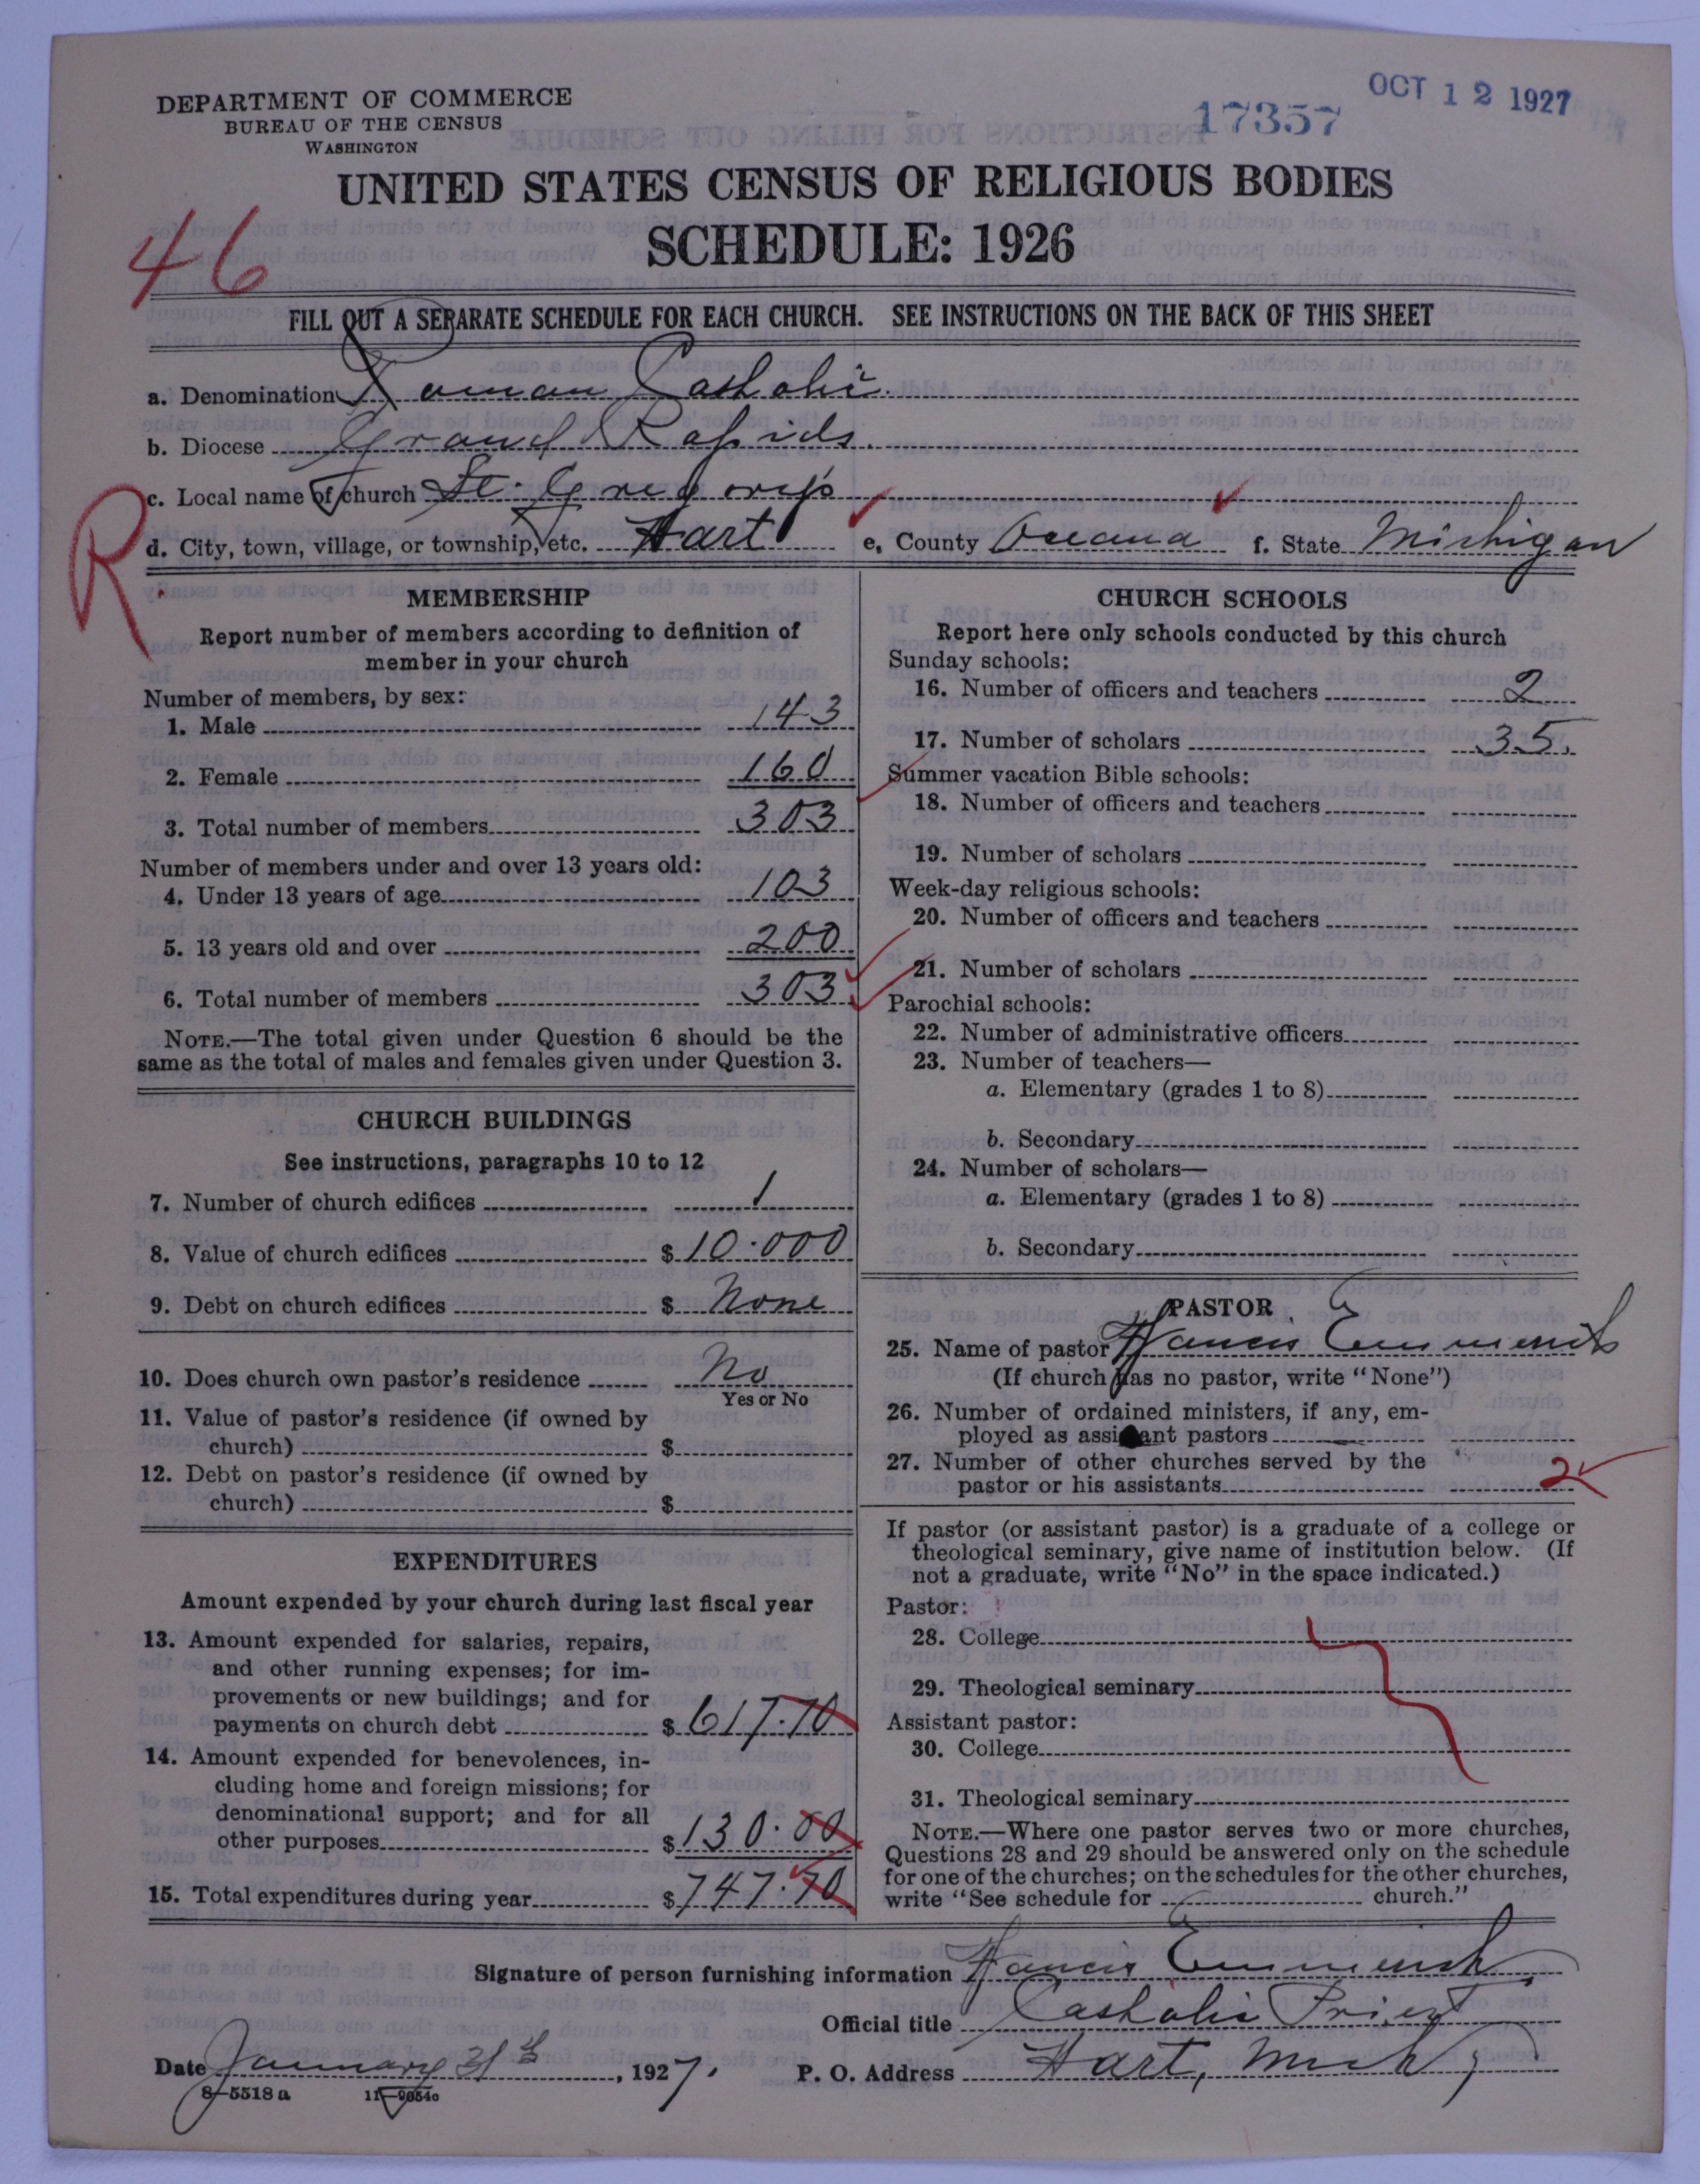 DEPARTMENT OF COMMERCE
BUREAU OF THE CENSUS
WASHINGTON
17357
OCT 12 1927
UNITED STATES CENSUS OF RELIGIOUS BODIES
SCHEDULE: 1926
46
FILL OUT A SEPARATE SCHEDULE FOR EACH CHURCH. SEE INSTRUCTIONS ON THE BACK OF THIS SHEET
a. Denomination Roman Catholic
b. Diocese Grand Rapids.
c. Local name of church St. Gregory's
R
d. City, town, village, or township, etc. Hart e. County Oceana f. State Michigan
MEMBERSHIP
Report number of members according to definition of
member in your church
Number of members, by sex:
1. Male 143
2. Female 160
3. Total number of members 303
Number of members under and over 13 years old:
4. Under 13 years of age 103
5. 13 years old and over 200
6. Total number of members 303
NOTE.—The total given under Question 6 should be the
same as the total of males and females given under Question 3.
CHURCH BUILDINGS
See instructions, paragraphs 10 to 12
7. Number of church edifices 1
8. Value of church edifices $ 10.000
9. Debt on church edifices $ None
10. Does church own pastor's residence No
Yes or No
11. Value of pastor's residence (if owned by
church) $
12. Debt on pastor's residence (if owned by
church) $
EXPENDITURES
Amount expended by your church during last fiscal year
13. Amount expended for salaries, repairs,
and other running expenses; for im-
provements or new buildings; and for
payments on church debt $ 617.70
14. Amount expended for benevolences, in-
cluding home and foreign missions; for
denominational support; and for all
other purposes $ 130.00
15. Total expenditures during year $ 747.70
CHURCH SCHOOLS
Report here only schools conducted by this church
Sunday schools:
16. Number of officers and teachers 2
17. Number of scholars 35.
Summer vacation Bible schools:
18. Number of officers and teachers
19. Number of scholars
Week-day religious schools:
20. Number of officers and teachers
21. Number of scholars
Parochial schools:
22. Number of administrative officers
23. Number of teachers—
a. Elementary (grades 1 to 8)
b. Secondary
24. Number of scholars—
a. Elementary (grades 1 to 8)
b. Secondary
PASTOR
25. Name of pastor Francis Emmerich
(If church has no pastor, write "None")
26. Number of ordained ministers, if any, em-
ployed as assistant pastors
27. Number of other churches served by the
pastor or his assistants 2
If pastor (or assistant pastor) is a graduate of a college or
theological seminary, give name of institution below. (If
not a graduate, write "No" in the space indicated.)
Pastor:
28. College
29. Theological seminary
Assistant pastor:
30. College
31. Theological seminary
NOTE.—Where one pastor serves two or more churches,
Questions 28 and 29 should be answered only on the schedule
for one of the churches; on the schedules for the other churches,
write "See schedule for church."
Signature of person furnishing information Francis Emmerich
Official title Catholic Priest
Date January 31th, 1927. P. O. Address Hart, Mich
8-5518 a